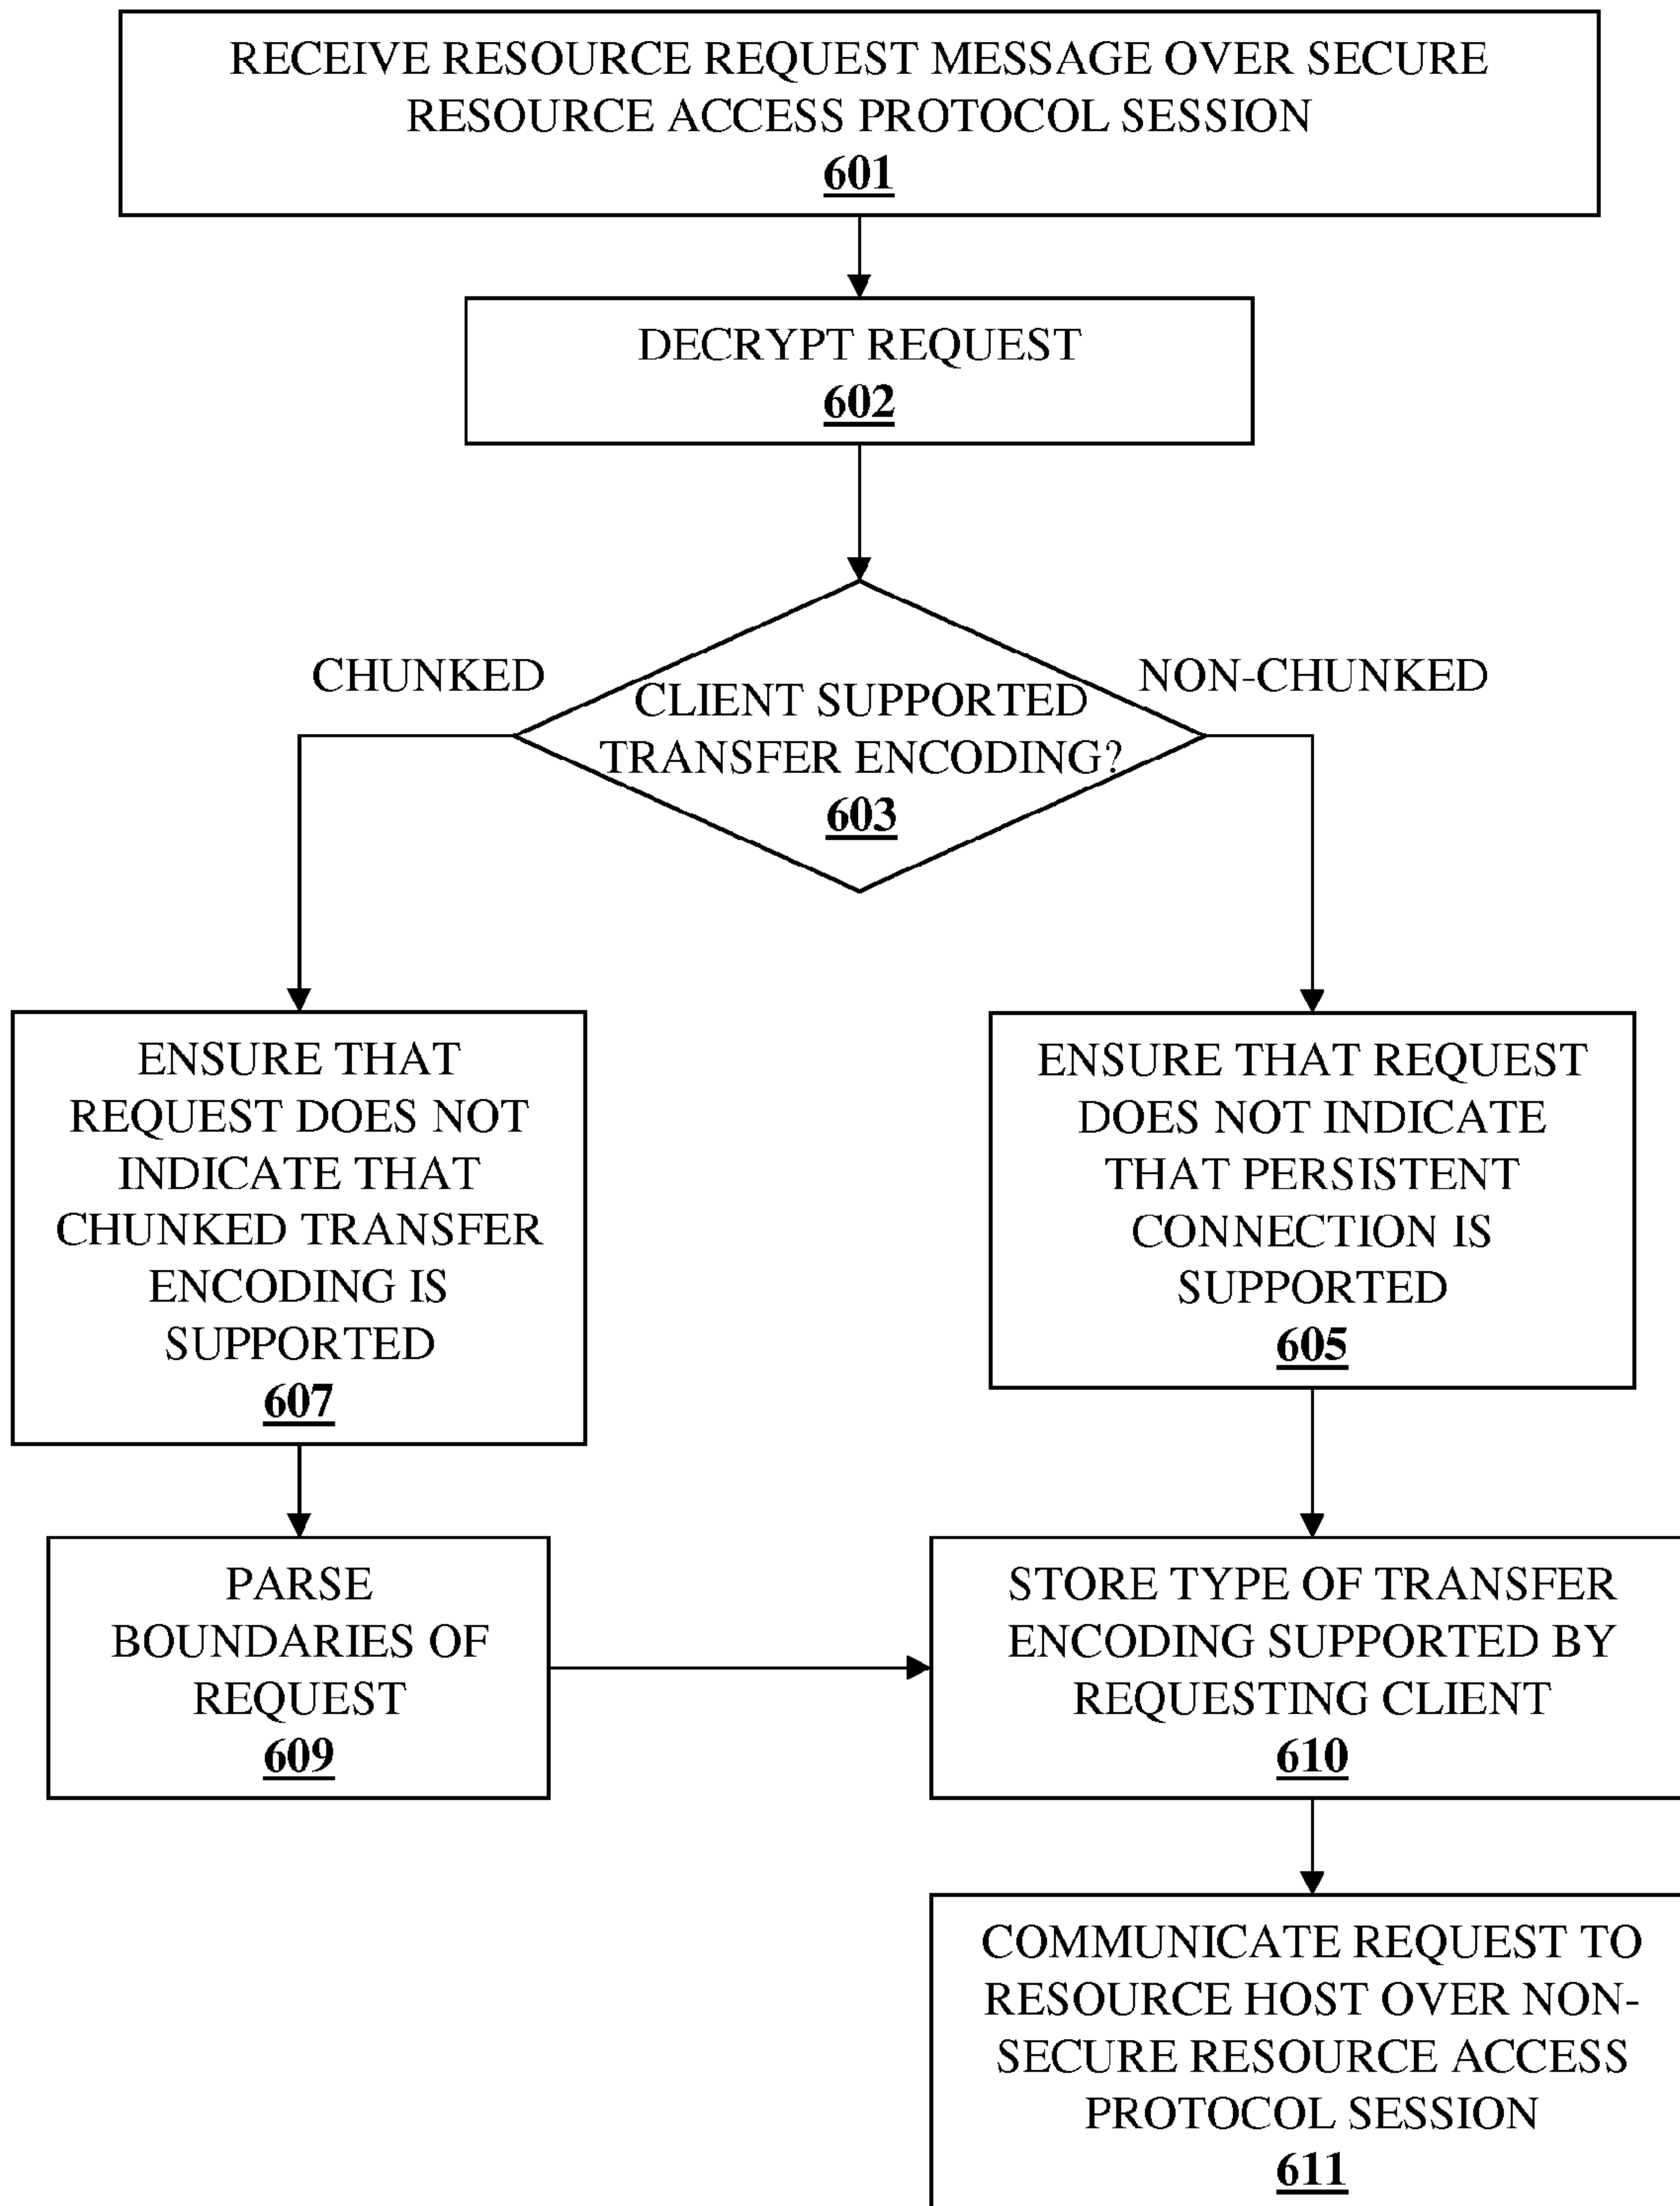 RECEIVE RESOURCE REQUEST MESSAGE OVER SECURE
RESOURCE ACCESS PROTOCOL SESSION
601
DECRYPT REQUEST
602
CHUNKED
NON-CHUNKED
CLIENT SUPPORTED
TRANSFER ENCODING?
603
ENSURE THAT
REQUEST DOES NOT
INDICATE THAT
CHUNKED TRANSFER
ENCODING IS
SUPPORTED
607
ENSURE THAT REQUEST
DOES NOT INDICATE
THAT PERSISTENT
CONNECTION IS
SUPPORTED
605
PARSE
BOUNDARIES OF
REQUEST
609
STORE TYPE OF TRANSFER
ENCODING SUPPORTED BY
REQUESTING CLIENT
610
COMMUNICATE REQUEST TO
RESOURCE HOST OVER NON-
SECURE RESOURCE ACCESS
PROTOCOL SESSION
611